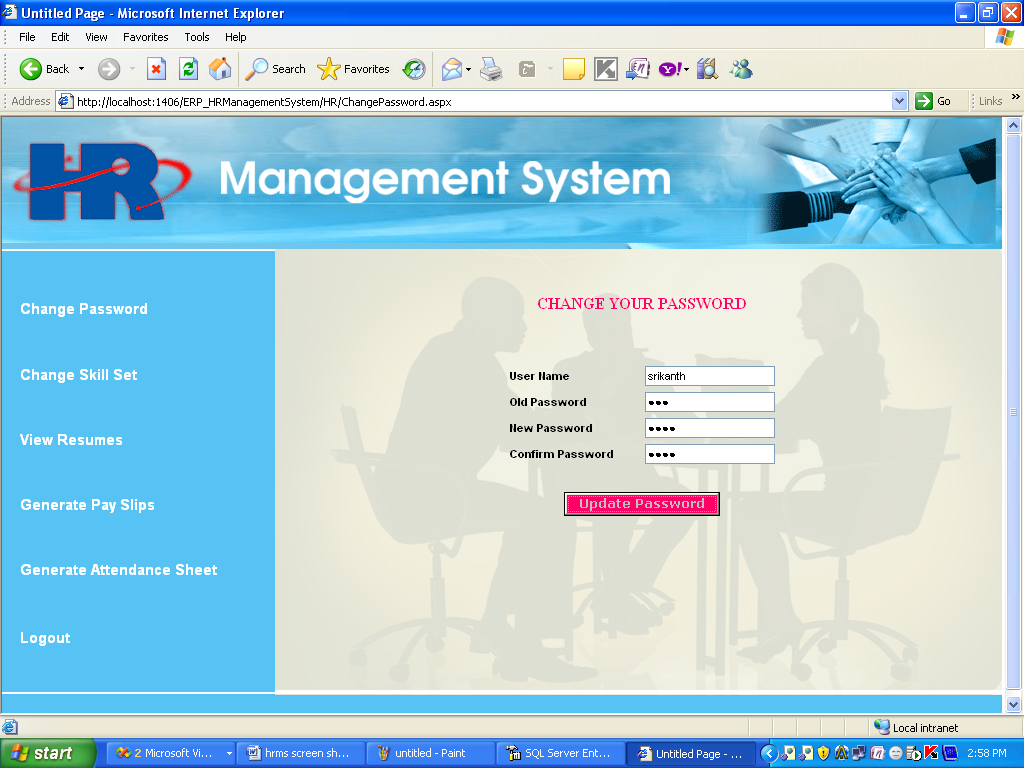 Untitled Page - Microsoft Internet Explorer
File Edit View Favorites Tools Help
Back Search Favorites
Address http://localhost:1406/ERP_HRManagementSystem/HR/ChangePassword.aspx Go Links »
HR Management System
CHANGE YOUR PASSWORD
Change Password
Change Skill Set
View Resumes
Generate Pay Slips
Generate Attendance Sheet
Logout
User Name srikanth
Old Password •••
New Password ••••
Confirm Password ••••
Update Password
Local intranet
start 2 Microsoft Vi... hrms screen sh... untitled - Paint SQL Server Ent... Untitled Page - ... 2:58 PM